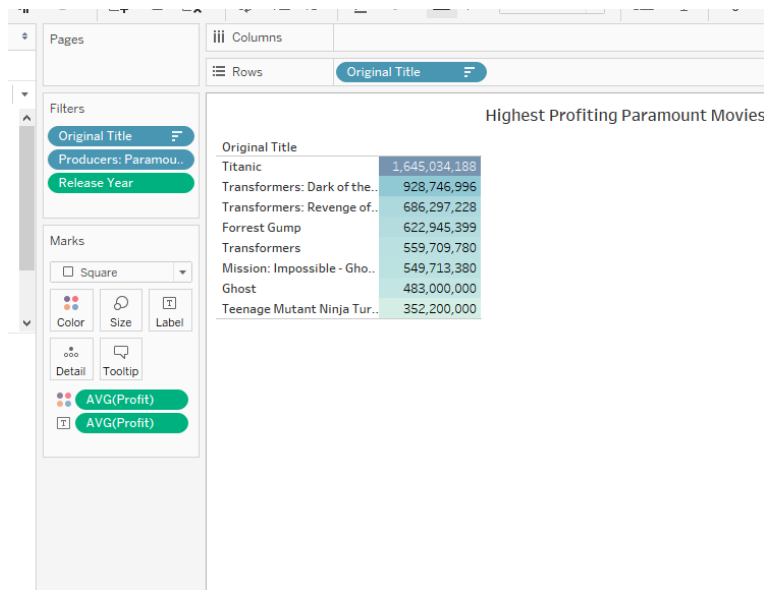 Pages
Columns
Rows
Original Title
Filters
Original Title
Producers: Paramou..
Release Year
Marks
Square
Color
Size
T
Label
Detail
Tooltip
AVG(Profit)
T
AVG(Profit)
Highest Profiting Paramount Movies
Original Title
Titanic 1,645,034,188
Transformers: Dark of the.. 928,746,996
Transformers: Revenge of.. 686,297,228
Forrest Gump 622,945,399
Transformers 559,709,780
Mission: Impossible - Gho.. 549,713,380
Ghost 483,000,000
Teenage Mutant Ninja Tur.. 352,200,000